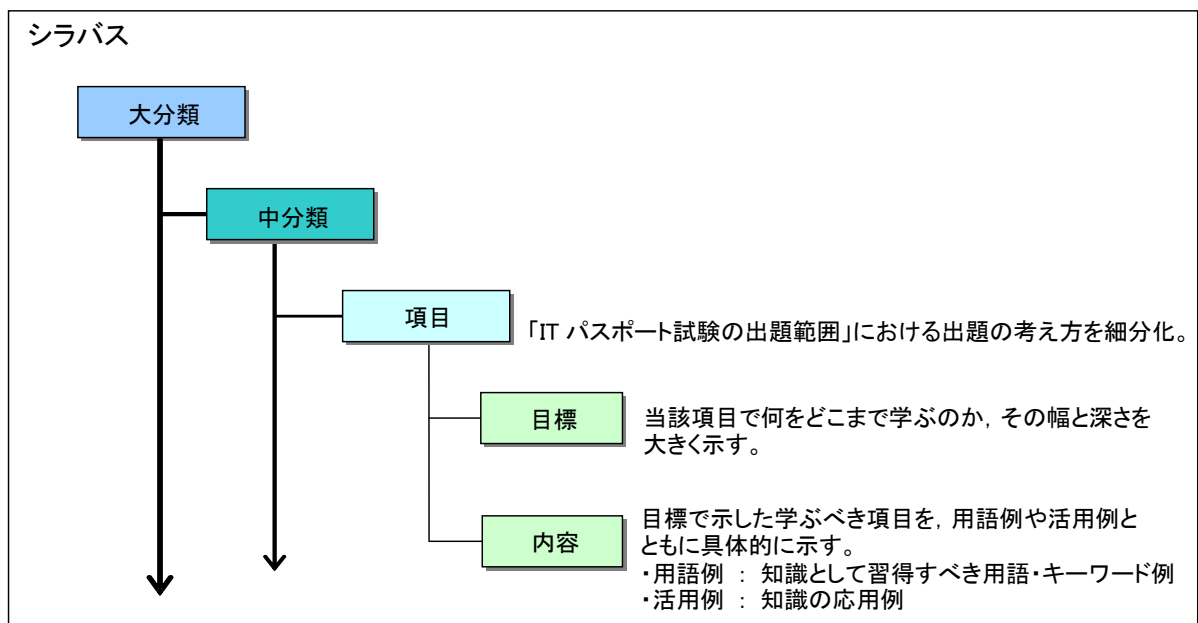 シラバス
大分類
中分類
項目
「IT パスポート試験の出題範囲」における出題の考え方を細分化。
目標
当該項目で何をどこまで学ぶのか，その幅と深さを
大きく示す。
内容
目標で示した学ぶべき項目を，用語例や活用例と
ともに具体的に示す。
・用語例 ： 知識として習得すべき用語・キーワード例
・活用例 ： 知識の応用例